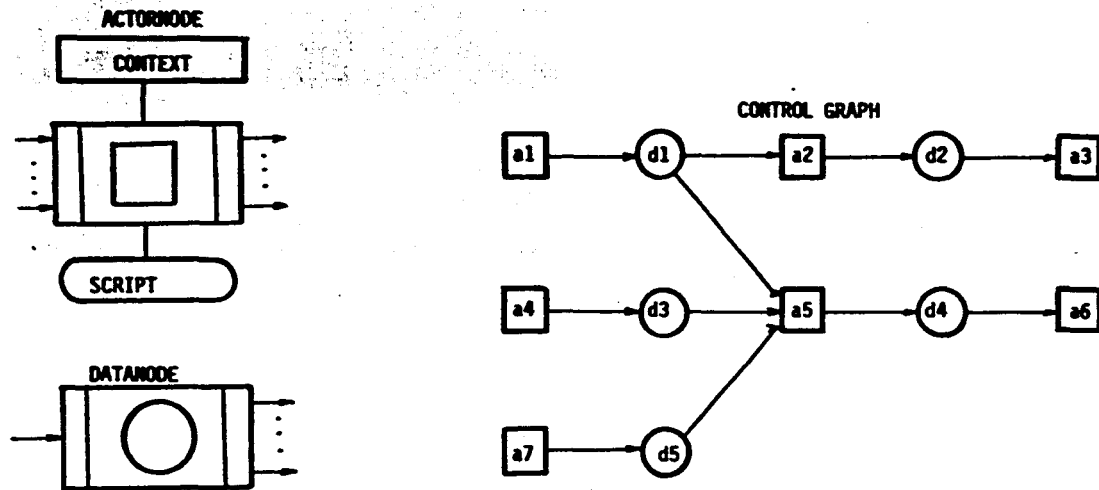 ACTORNODE
CONTEXT
SCRIPT
DATANODE
CONTROL GRAPH
a1 d1 a2 d2 a3
a4 d3 a5 d4 a6
a7 d5